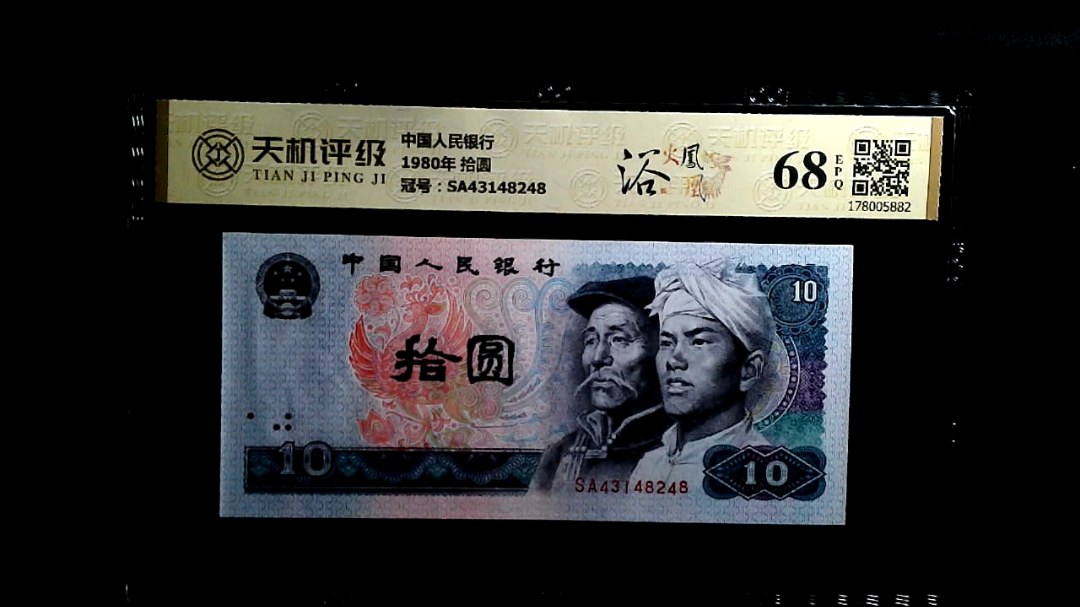 天机评级
TIAN JI PING JI
中国人民银行
1980年 拾圆
冠号：SA43148248
浴火鳳凰
68
EPQ
178005882
中国人民银行
10
拾圆
10
SA43148248
10